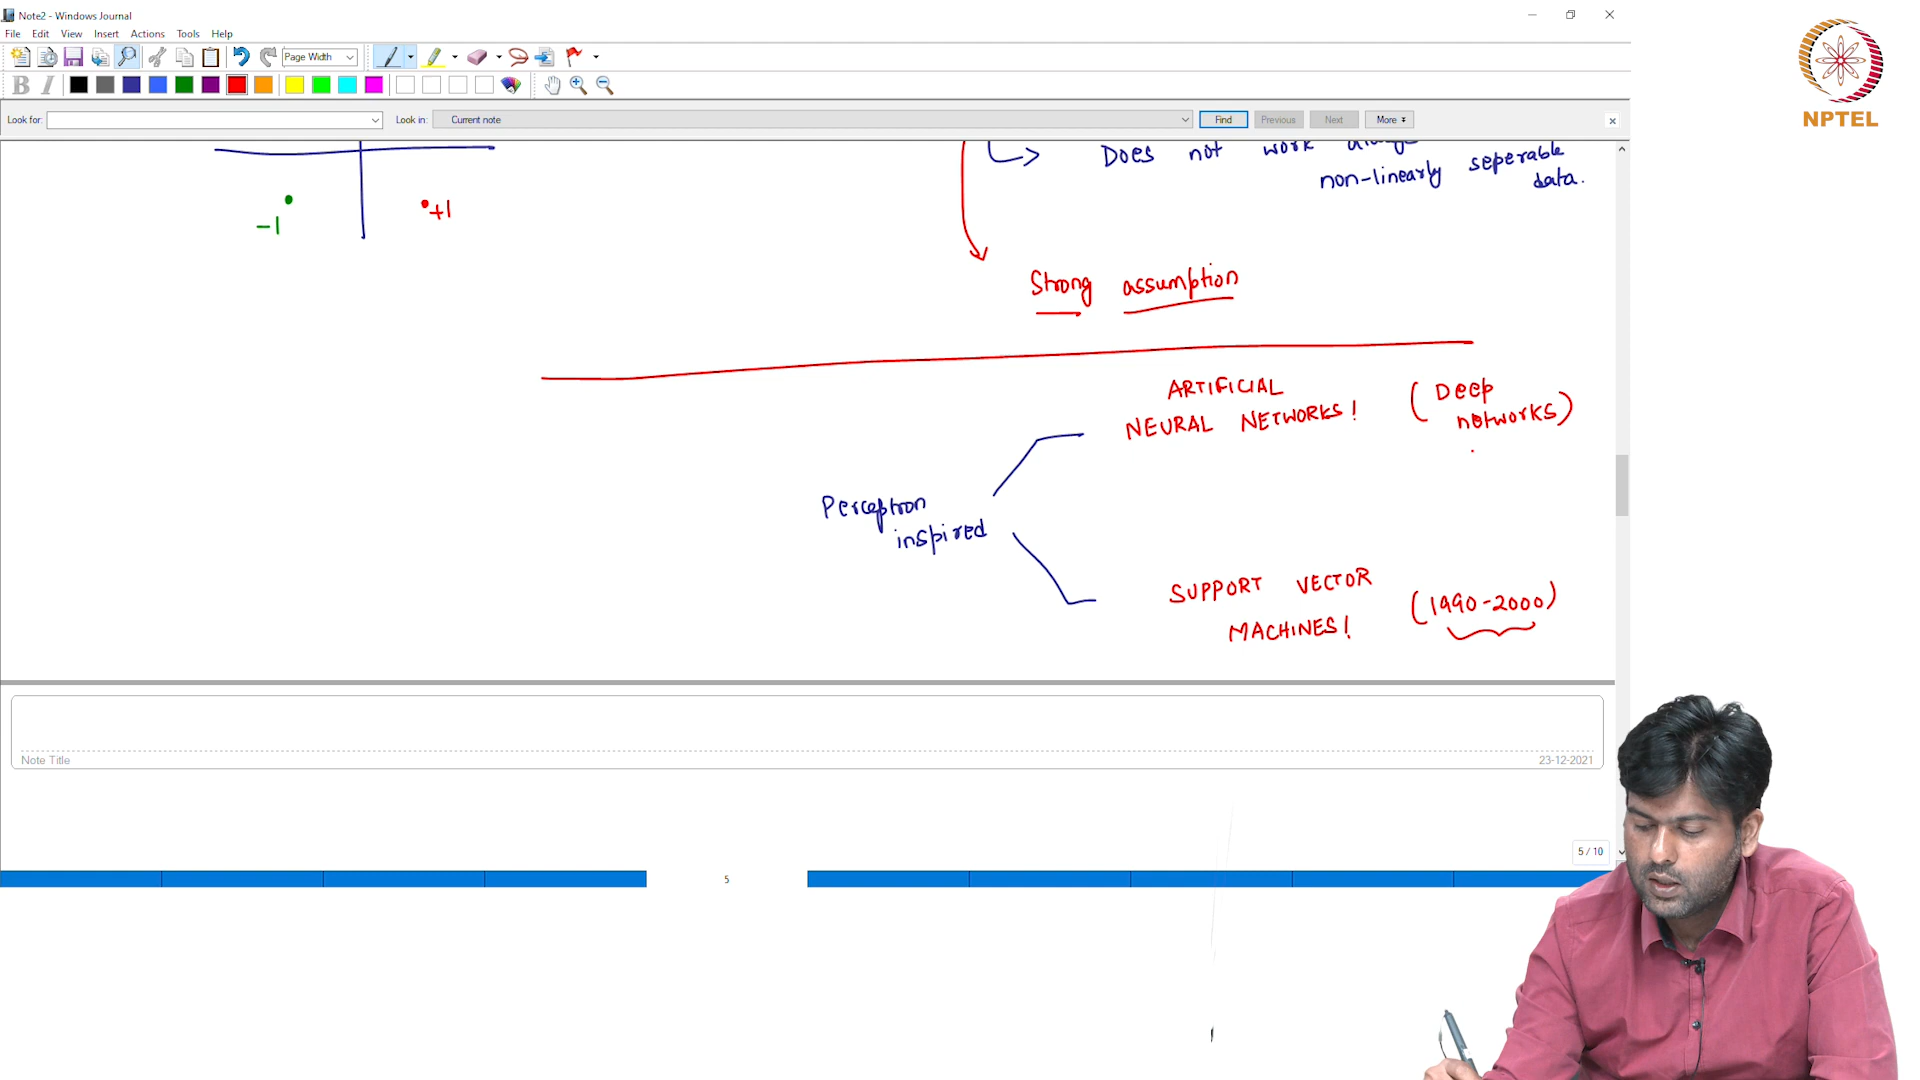 Note2 - Windows Journal
File Edit View Insert Actions Tools Help
Page Width
B I
Look for: Look in: Current note Find Previous Next More
Does not work
non-linearly seperable
data.
-1
+1
Strong assumption
ARTIFICIAL
NEURAL NETWORKS!
(Deep
networks)
Perceptron
inspired
SUPPORT VECTOR
MACHINES!
(1990-2000)
Note Title
23-12-2021
5 / 10
5
NPTEL